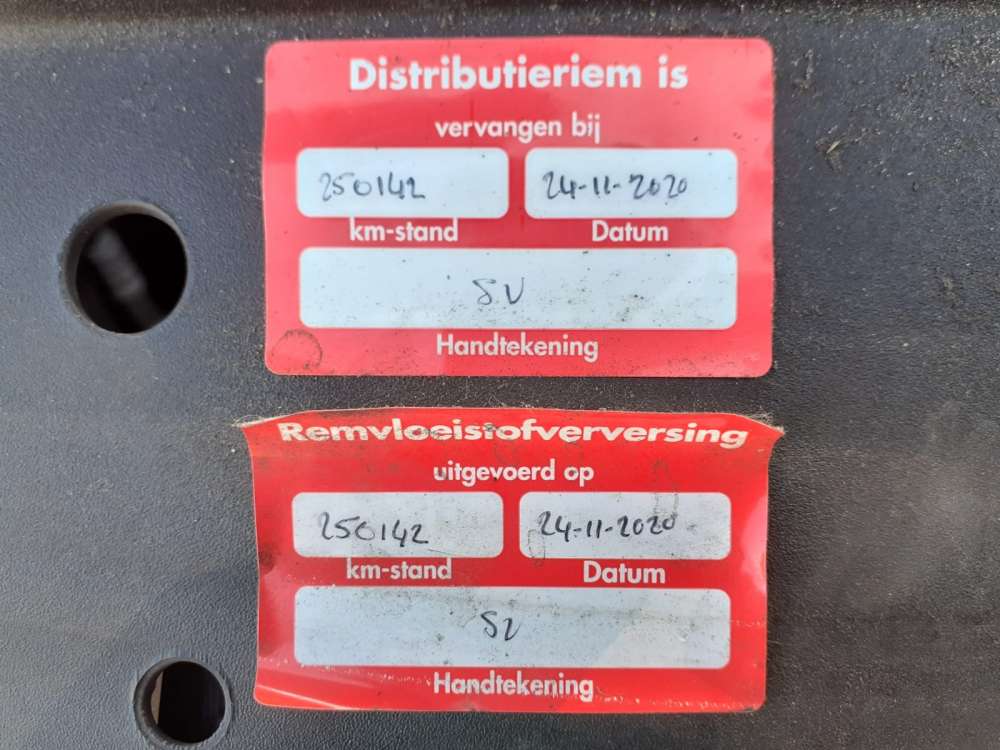 Distributieriem is
vervangen bij
250142 24-11-2020
km-stand Datum
SV
Handtekening
Remvloeistofverversing
uitgevoerd op
250142 24-11-2020
km-stand Datum
SV
Handtekening